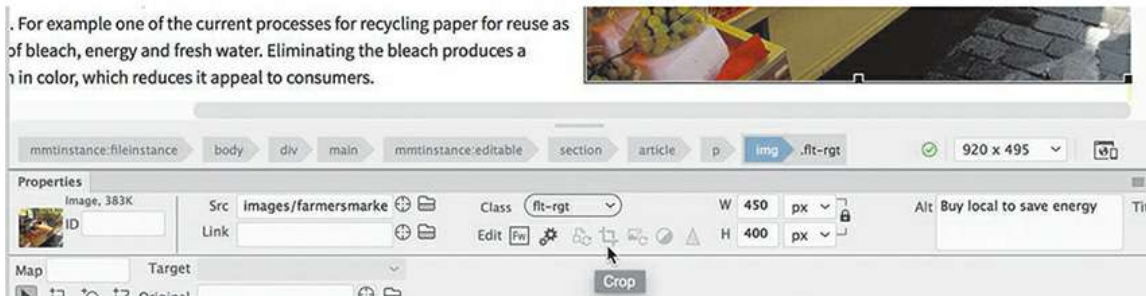 . For example one of the current processes for recycling paper for reuse as
of bleach, energy and fresh water. Eliminating the bleach produces a
in color, which reduces it appeal to consumers.
mmtinstance:fileinstance body div main mmtinstance:editable section article p img .flt-rgt 920 x 495
Properties
Image, 383K Src images/farmersmarke Class flt-rgt W 450 px Alt Buy local to save energy
ID
Link Edit Fw H 400 px
Map Target
Crop
Original